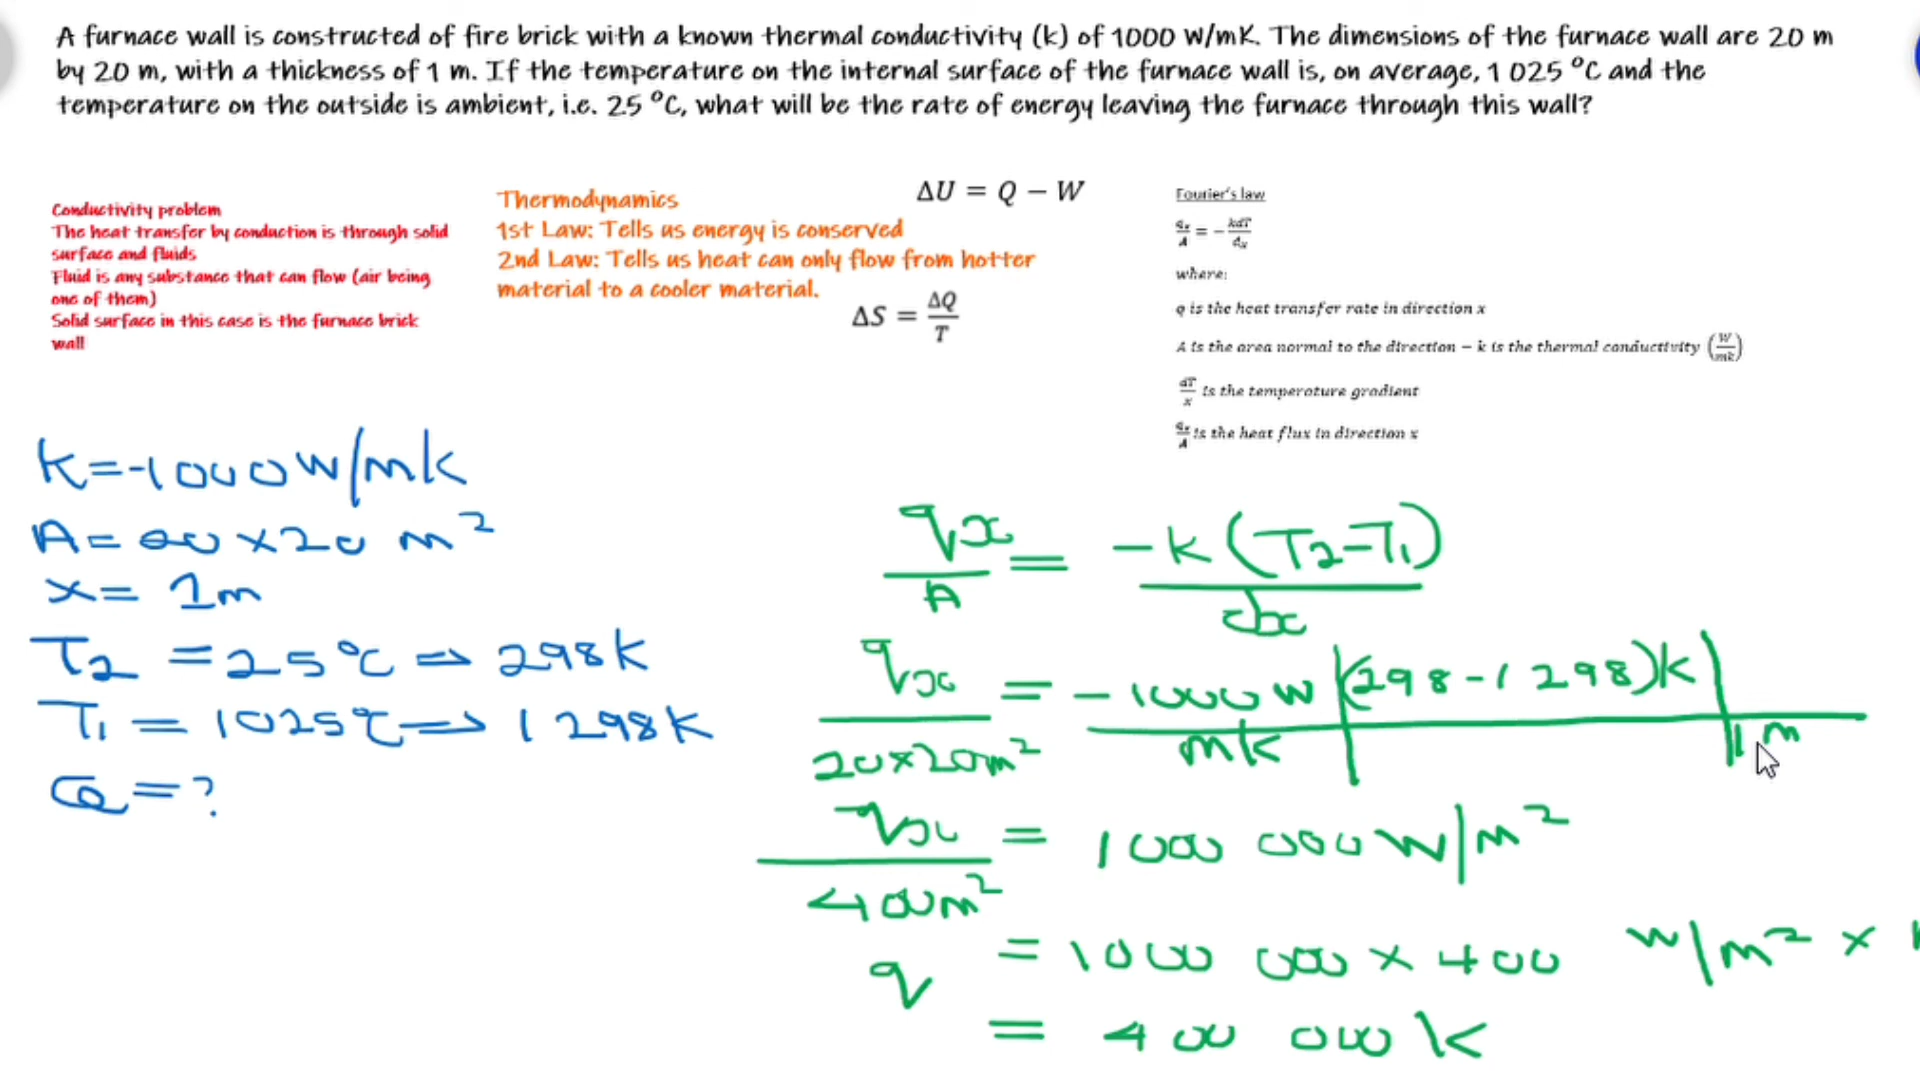 A furnace wall is constructed of fire brick with a known thermal conductivity (k) of 1000 W/mK. The dimensions of the furnace wall are 20 m
by 20 m, with a thickness of 1 m. If the temperature on the internal surface of the furnace wall is, on average, 1 025 °C and the
temperature on the outside is ambient, i.e. 25 °C, what will be the rate of energy leaving the furnace through this wall?
Conductivity problem
The heat transfer by conduction is through solid
surface and fluids
Fluid is any substance that can flow (air being
one of them)
Solid surface in this case is the furnace brick
wall
Thermodynamics
1st Law: Tells us energy is conserved
2nd Law: Tells us heat can only flow from hotter
material to a cooler material.
ΔU = Q − W
ΔS = ΔQ/T
Fourier's law
qx/A = − kdT/dx
where:
q is the heat transfer rate in direction x
A is the area normal to the direction − k is the thermal conductivity (W/mk)
dT/x is the temperature gradient
qx/A is the heat flux in direction x
K=-1000W/mk
A= 20 x 20 m²
x= 1m
T2 = 25°C ⇒ 298K
T1 = 1025°C ⇒ 1298K
Q = ?
qx/A = -k(T2-T1)/dx
qx/20x20m² = -1000 W/mk | (298-1298)K | /1m
qx/400m² = 1000 000 W/m²
q = 1000 000 x 400 W/m² x
= 400 000 k